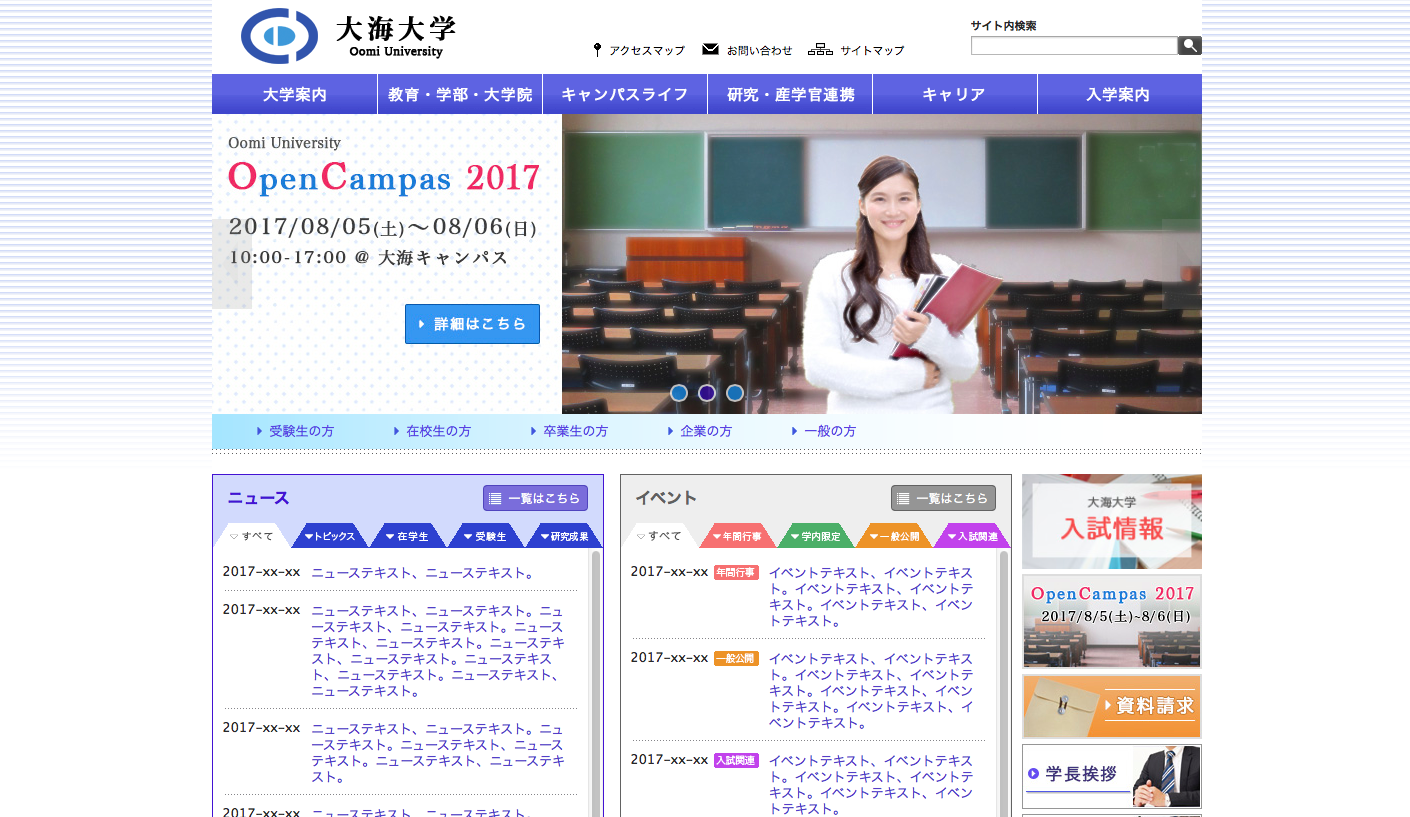 大海大学
Oomi University
アクセスマップ
お問い合わせ
サイトマップ
サイト内検索
大学案内
教育・学部・大学院
キャンパスライフ
研究・産学官連携
キャリア
入学案内
Oomi University
OpenCampas 2017
2017/08/05(土)〜08/06(日)
10:00-17:00 @ 大海キャンパス
詳細はこちら
受験生の方
在校生の方
卒業生の方
企業の方
一般の方
ニュース
一覧はこちら
すべて
トピックス
在学生
受験生
研究成果
2017-xx-xx ニューステキスト、ニューステキスト。
2017-xx-xx ニューステキスト、ニューステキスト。ニュ
ーステキスト、ニューステキスト。ニュース
テキスト、ニューステキスト。ニューステキ
スト、ニューステキスト。ニューステキス
ト、ニューステキスト。ニューステキスト、
ニューステキスト。
2017-xx-xx ニューステキスト、ニューステキスト。ニュ
ーステキスト。ニューステキスト、ニュース
テキスト。ニューステキスト、ニューステキ
スト。
2017-xx-xx ニューステキスト、ニューステキスト。
イベント
一覧はこちら
すべて
年間行事
学内限定
一般公開
入試関連
2017-xx-xx 年間行事 イベントテキスト、イベントテキス
ト。イベントテキスト、イベントテ
キスト。イベントテキスト、イベン
トテキスト。
2017-xx-xx 一般公開 イベントテキスト、イベントテキス
ト。イベントテキスト、イベントテ
キスト。イベントテキスト、イベン
トテキスト。イベントテキスト、イ
ベントテキスト。
2017-xx-xx 入試関連 イベントテキスト、イベントテキス
ト。イベントテキスト、イベントテ
キスト。イベントテキスト、イベン
トテキスト。
大海大学
入試情報
OpenCampas 2017
2017/8/5(土)~8/6(日)
資料請求
学長挨拶